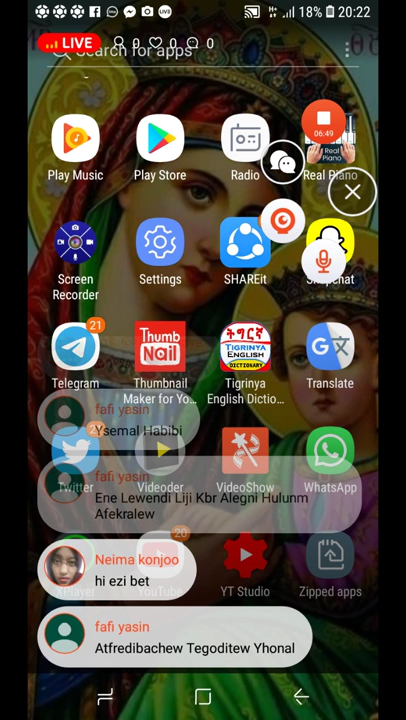 18% 20:22
LIVE 0 0 0
Search for apps
06:49
Real Piano
Play Music
Play Store
Radio
Real Piano
Screen
Recorder
Settings
SHAREit
Snapchat
21
Thumb
Nail
ትግርኛ
TIGRINYA
ENGLISH
DICTIONARY
Telegram
Thumbnail
Maker for Yo...
Tigrinya
English Dictio...
Translate
fafi yasin
Ysemal Habibi
Twitter
Videoder
VideoShow
WhatsApp
fafi yasin
Ene Lewendi Liji Kbr Alegni Hulunm
Afekralew
20
Neima konjoo
hi ezi bet
YouTube
YT Studio
Zipped apps
fafi yasin
Atfredibachew Tegoditew Yhonal